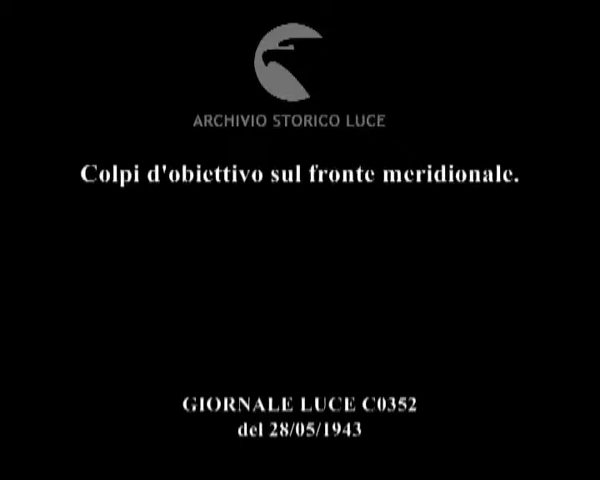 ARCHIVIO STORICO LUCE
Colpi d'obiettivo sul fronte meridionale.
GIORNALE LUCE C0352
del 28/05/1943